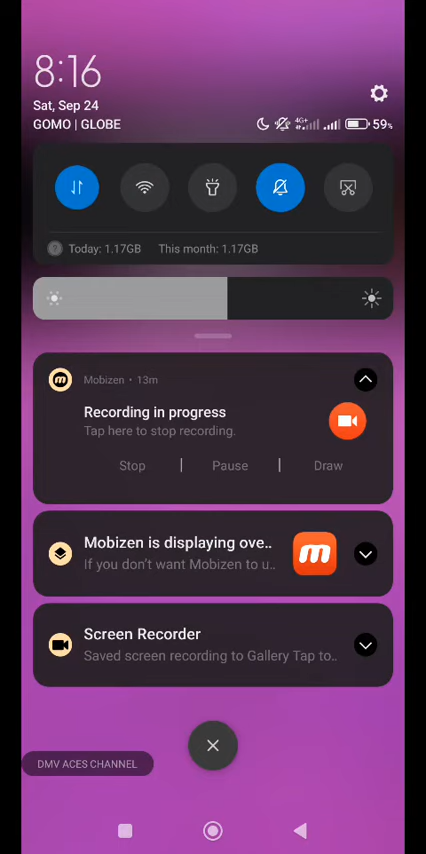 8:16
Sat, Sep 24
GOMO | GLOBE
4G+
59%
Today: 1.17GB This month: 1.17GB
Mobizen • 13m
Recording in progress
Tap here to stop recording.
Stop | Pause | Draw
Mobizen is displaying ove..
If you don't want Mobizen to u..
Screen Recorder
Saved screen recording to Gallery Tap to..
DMV ACES CHANNEL